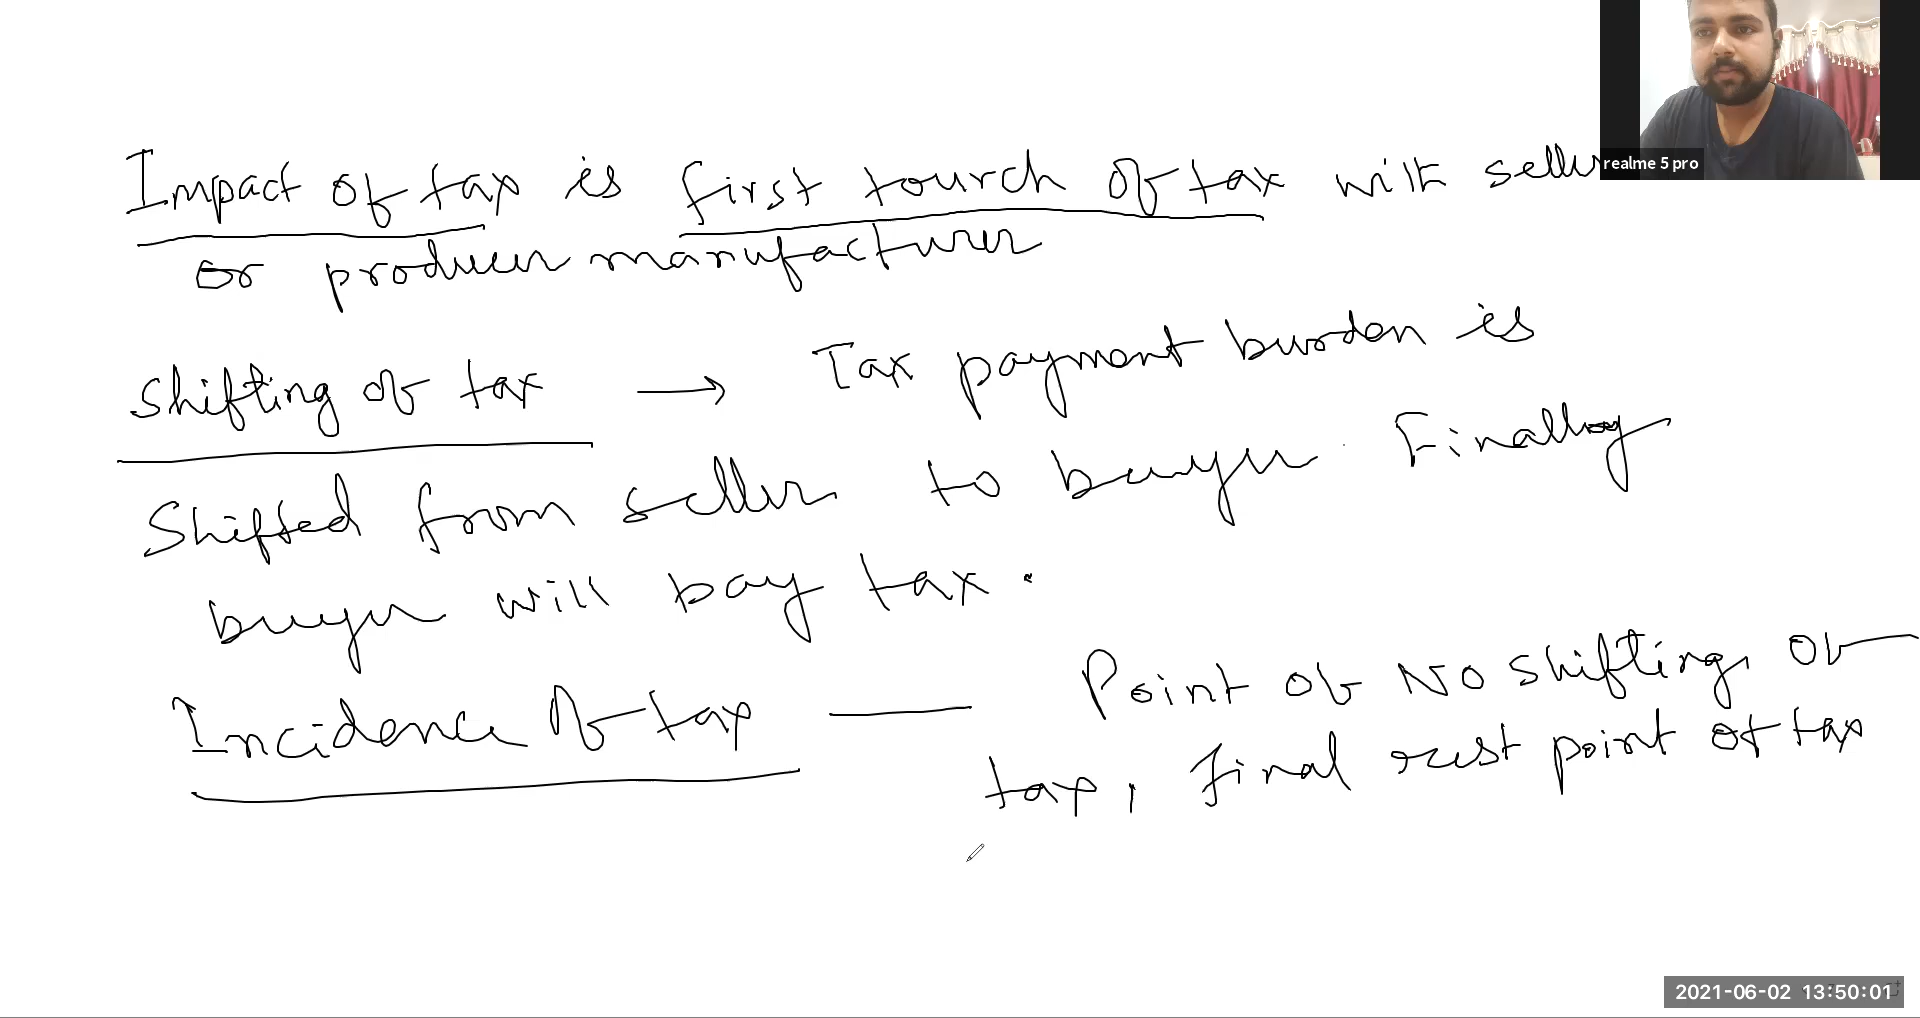 Impact of tax is first tourch of tax with seller
realme 5 pro
or producer manufacturer
Shifting of tax → Tax payment burden is
Shifted from seller to buyer. Finally
buyer will bay tax.
Incidence of tax — Point of No shifting of
tax, final rest point of tax
2021-06-02 13:50:01